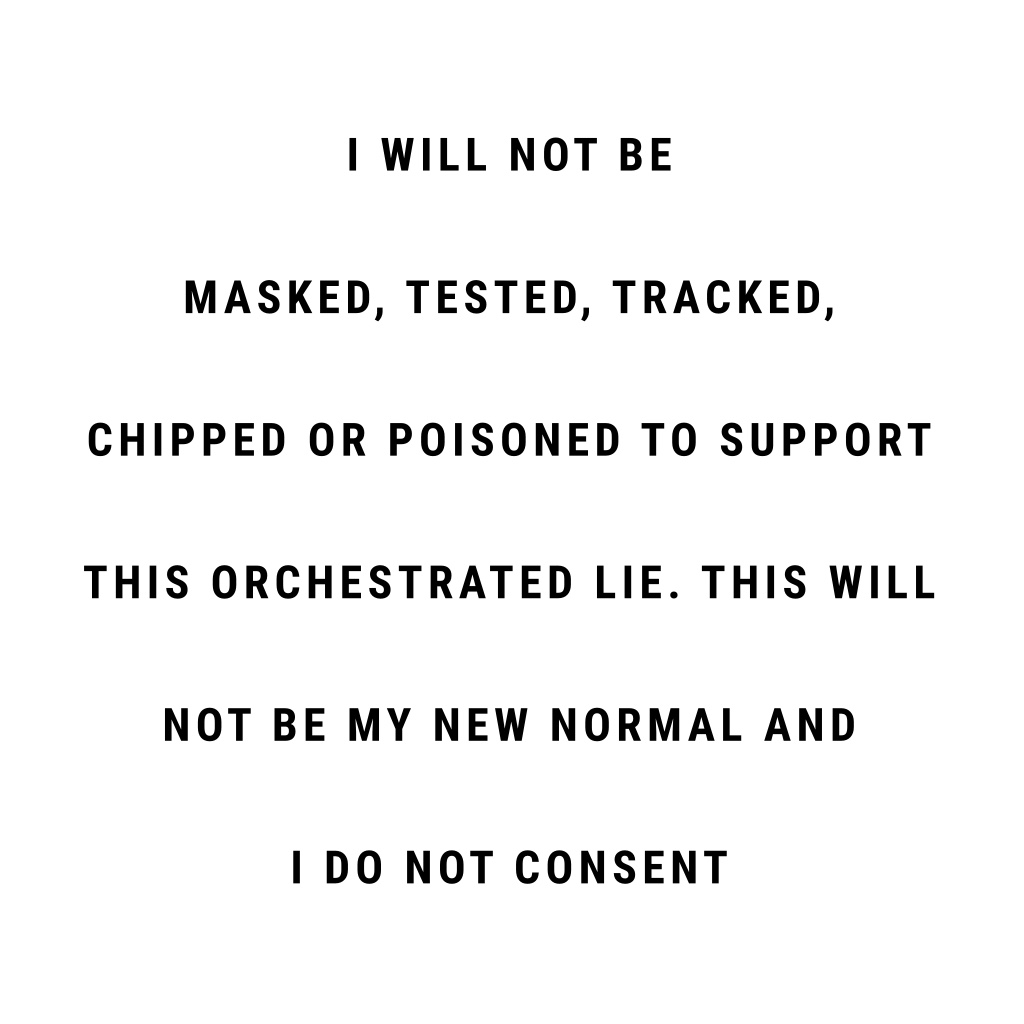 I WILL NOT BE
MASKED, TESTED, TRACKED,
CHIPPED OR POISONED TO SUPPORT
THIS ORCHESTRATED LIE. THIS WILL
NOT BE MY NEW NORMAL AND
I DO NOT CONSENT